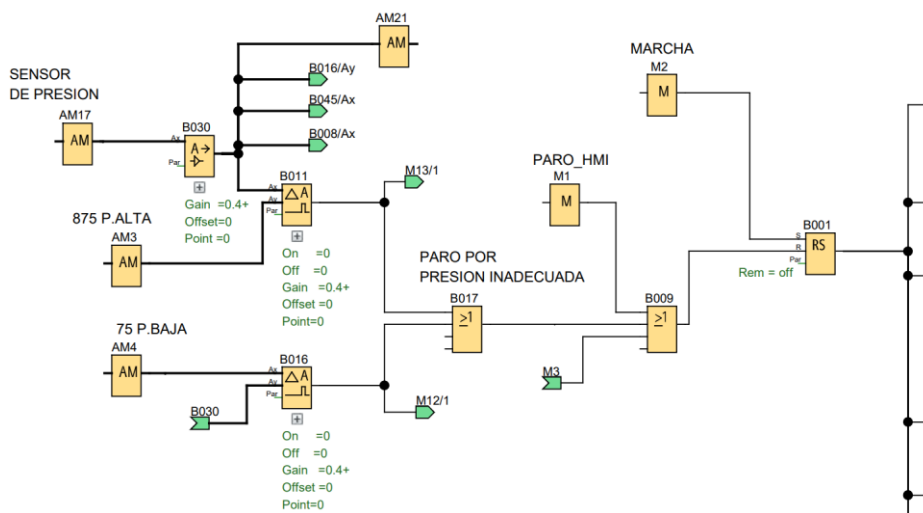 AM21
AM
B016/Ay
B045/Ax
B008/Ax
SENSOR
DE PRESION
AM17
AM
B030
Ax
A→
Par
Gain =0.4+
Offset=0
Point =0
MARCHA
M2
M
B011
Ax
Ay
Par
A
M13/1
On =0
Off =0
Gain =0.4+
Offset =0
Point=0
875 P.ALTA
AM3
AM
PARO_HMI
M1
M
B001
S
R
Par
RS
Rem = off
PARO POR
PRESION INADECUADA
B017
≥1
B009
≥1
M3
75 P.BAJA
AM4
AM
B016
Ax
Ay
Par
A
B030
M12/1
On =0
Off =0
Gain =0.4+
Offset =0
Point=0